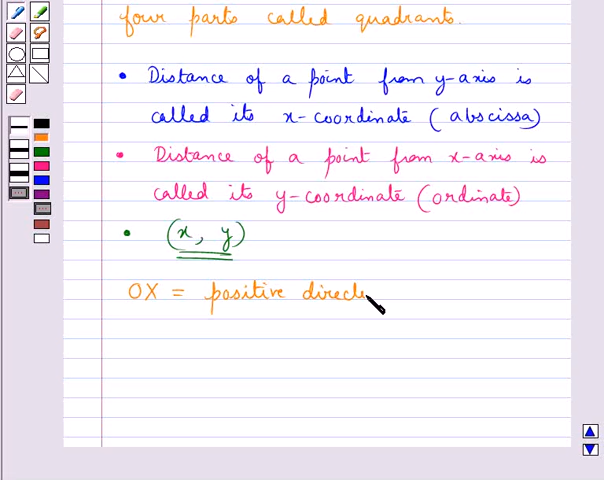 four parts called quadrants.
• Distance of a point from y-axis is
called its x-coordinate (abscissa)
• Distance of a point from x-axis is
called its y-coordinate (ordinate)
• (x, y)
OX = positive direct